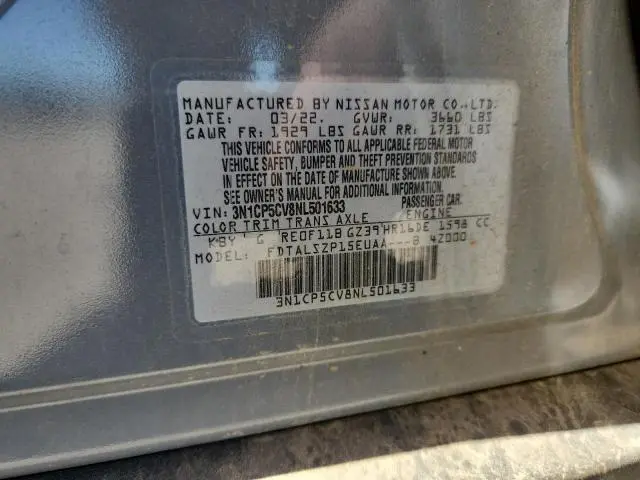 MANUFACTURED BY NISSAN MOTOR CO.,LTD.
DATE: 03/22 GVWR: 3660 LBS
GAWR FR: 1929 LBS GAWR RR: 1731 LBS
THIS VEHICLE CONFORMS TO ALL APPLICABLE FEDERAL MOTOR
VEHICLE SAFETY, BUMPER AND THEFT PREVENTION STANDARDS
IN EFFECT ON THE DATE OF MANUFACTURE SHOWN ABOVE.
SEE OWNER'S MANUAL FOR ADDITIONAL INFORMATION.
VIN: 3N1CP5CV8NL501633 PASSENGER CAR
COLOR TRIM TRANS AXLE ENGINE
KBY G RE0F11B GZ39 HR16DE 1598 CC
MODEL: FDTALSZP15EUAA---B 42000
3N1CP5CV8NL501633